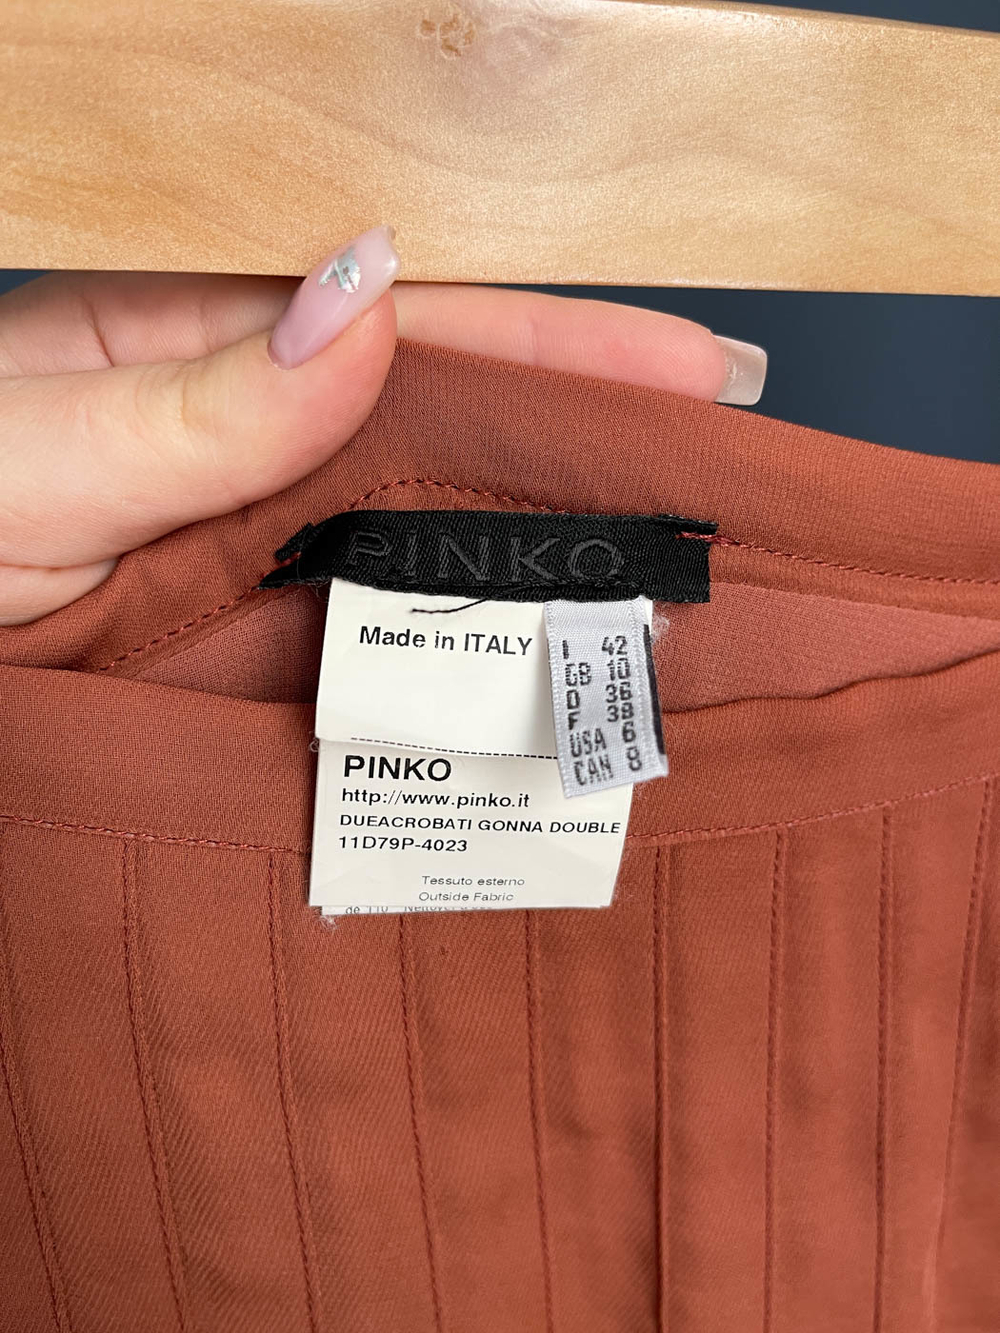 PINKO
Made in ITALY
I 42
GB 10
D 36
F 38
USA 6
CAN 8
PINKO
http://www.pinko.it
DUEACROBATI GONNA DOUBLE
11D79P-4023
Tessuto esterno
Outside Fabric
de